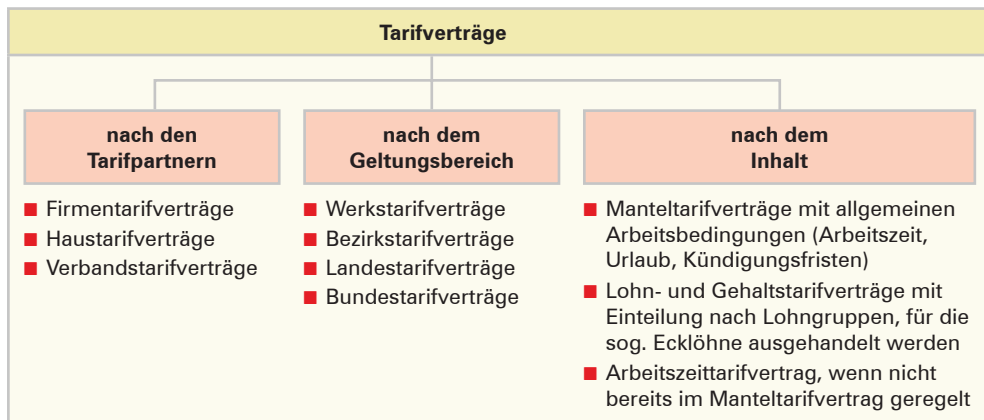 Tarifverträge
nach den
Tarifpartnern
■ Firmentarifverträge
■ Haustarifverträge
■ Verbandstarifverträge
nach dem
Geltungsbereich
■ Werkstarifverträge
■ Bezirkstarifverträge
■ Landestarifverträge
■ Bundestarifverträge
nach dem
Inhalt
■ Manteltarifverträge mit allgemeinen
Arbeitsbedingungen (Arbeitszeit,
Urlaub, Kündigungsfristen)
■ Lohn- und Gehaltstarifverträge mit
Einteilung nach Lohngruppen, für die
sog. Ecklöhne ausgehandelt werden
■ Arbeitszeittarifvertrag, wenn nicht
bereits im Manteltarifvertrag geregelt